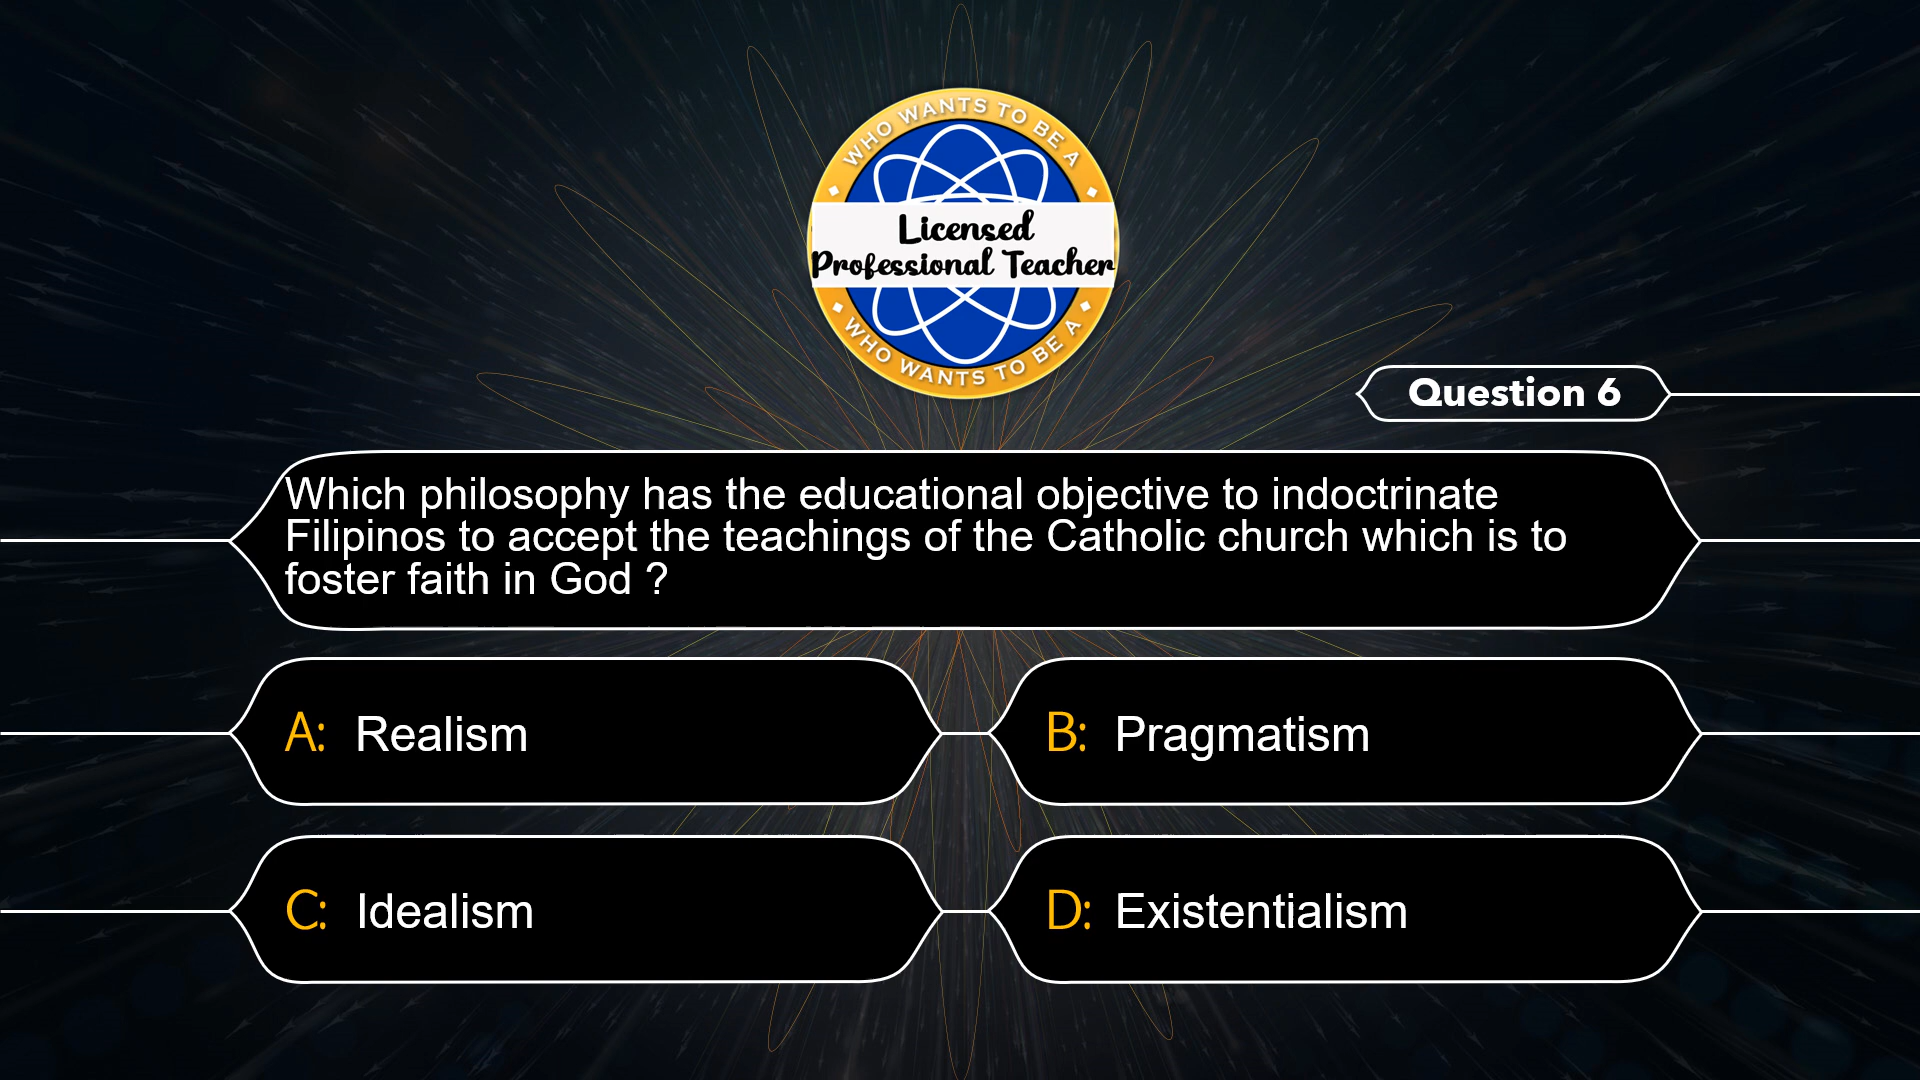 WHO WANTS TO BE A
Licensed
Professional Teacher
WHO WANTS TO BE A
Question 6
Which philosophy has the educational objective to indoctrinate
Filipinos to accept the teachings of the Catholic church which is to
foster faith in God ?
A: Realism
B: Pragmatism
C: Idealism
D: Existentialism